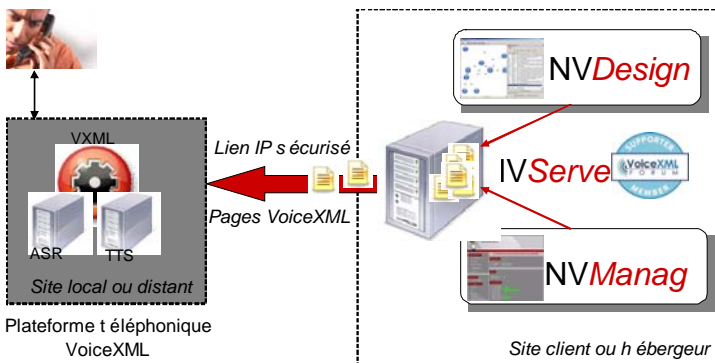 NVDesign
VXML
Lien IP s écurisé
IVServe
SUPPORTER
VoiceXML
FORUM
MEMBER
Pages VoiceXML
ASR
TTS
Site local ou distant
NVManag
Plateforme t éléphonique
VoiceXML
Site client ou h ébergeur